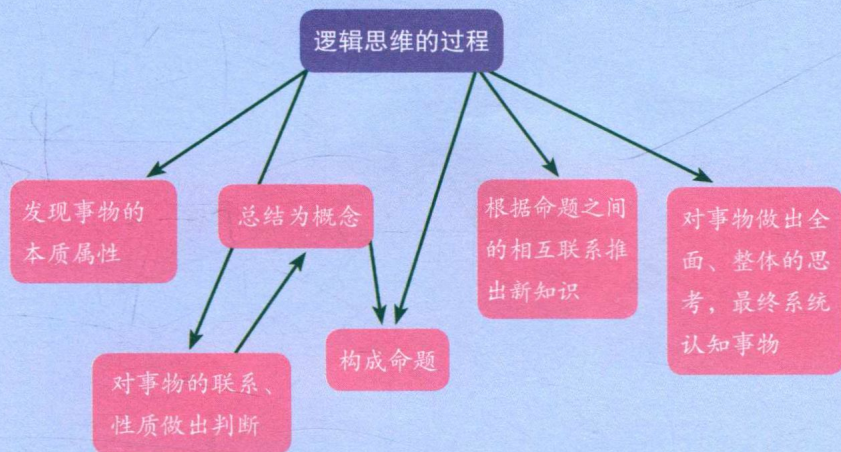 逻辑思维的过程
发现事物的
本质属性
总结为概念
根据命题之间
的相互联系推
出新知识
对事物做出全
面、整体的思
考，最终系统
认知事物
对事物的联系、
性质做出判断
构成命题